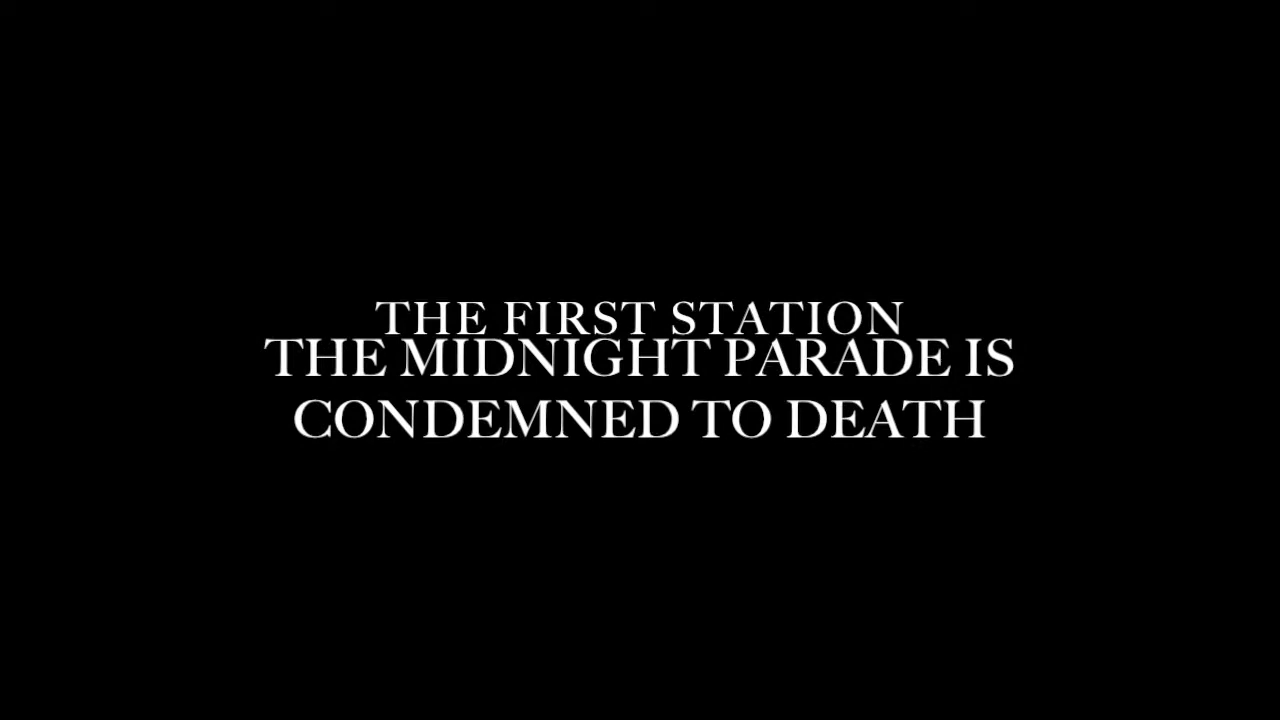 THE FIRST STATION
THE MIDNIGHT PARADE IS
CONDEMNED TO DEATH